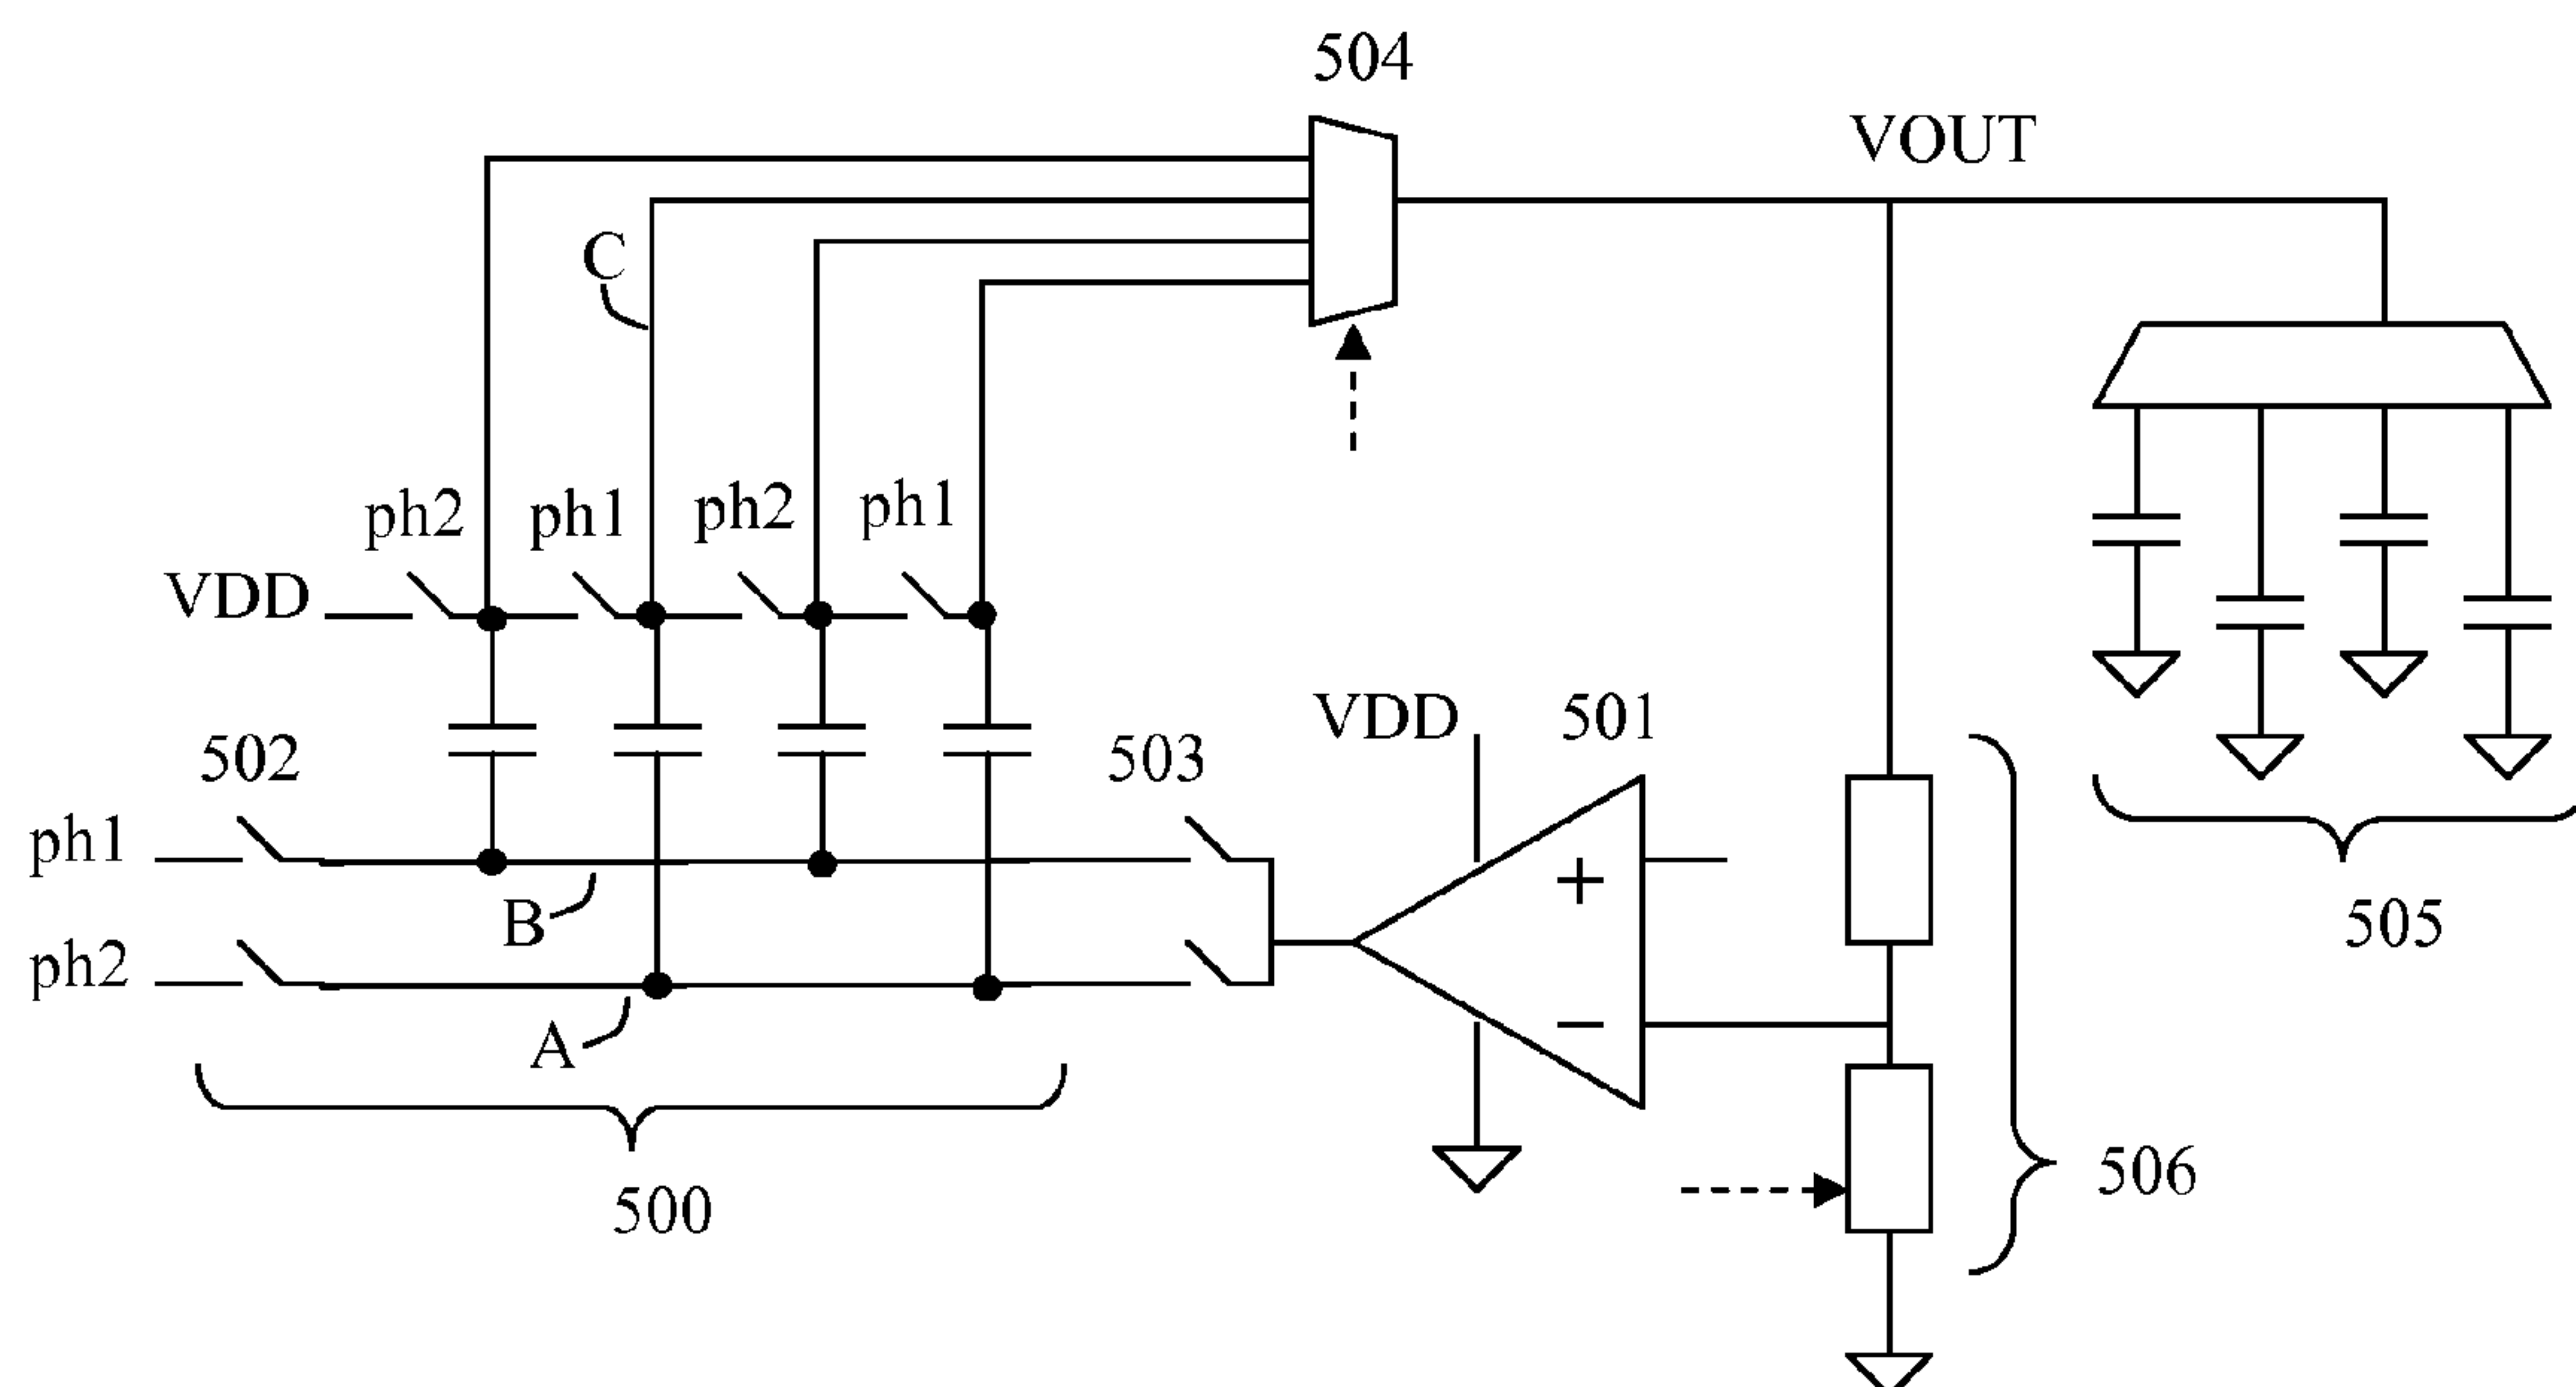 504
VOUT
C
ph2 ph1 ph2 ph1
VDD
VDD 501
502 503
ph1
B
505
ph2
A
+
−
506
500